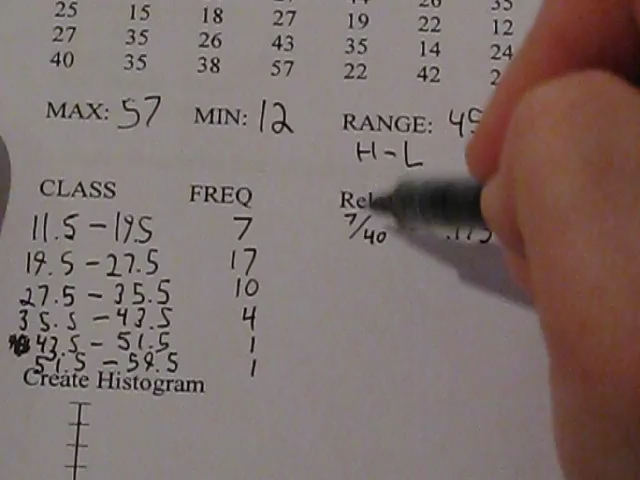 25 15 18 27 19 22 12
27 35 26 43 35 14 24
40 35 38 57 22 42 2
MAX: 57 MIN: 12 RANGE: 45
H-L
CLASS FREQ Rel
11.5 - 19.5 7 7/40 .175
19.5 - 27.5 17
27.5 - 35.5 10
35.5 - 43.5 4
43.5 - 51.5 1
51.5 - 59.5 1
Create Histogram